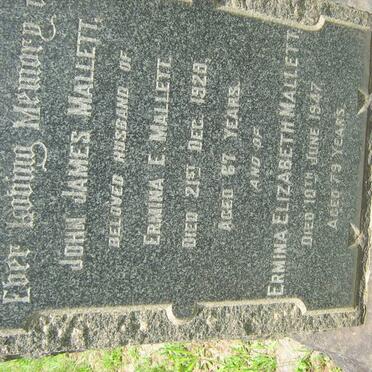 Ever Loving Memory
JOHN JAMES MALLETT.
BELOVED HUSBAND OF
ERMINA E MALLETT.
DIED 21ST DEC. 1928
AGED 67 YEARS.
AND OF
ERMINA ELIZABETH MALLETT
DIED 19TH JUNE 1947
AGED 79 YEARS.